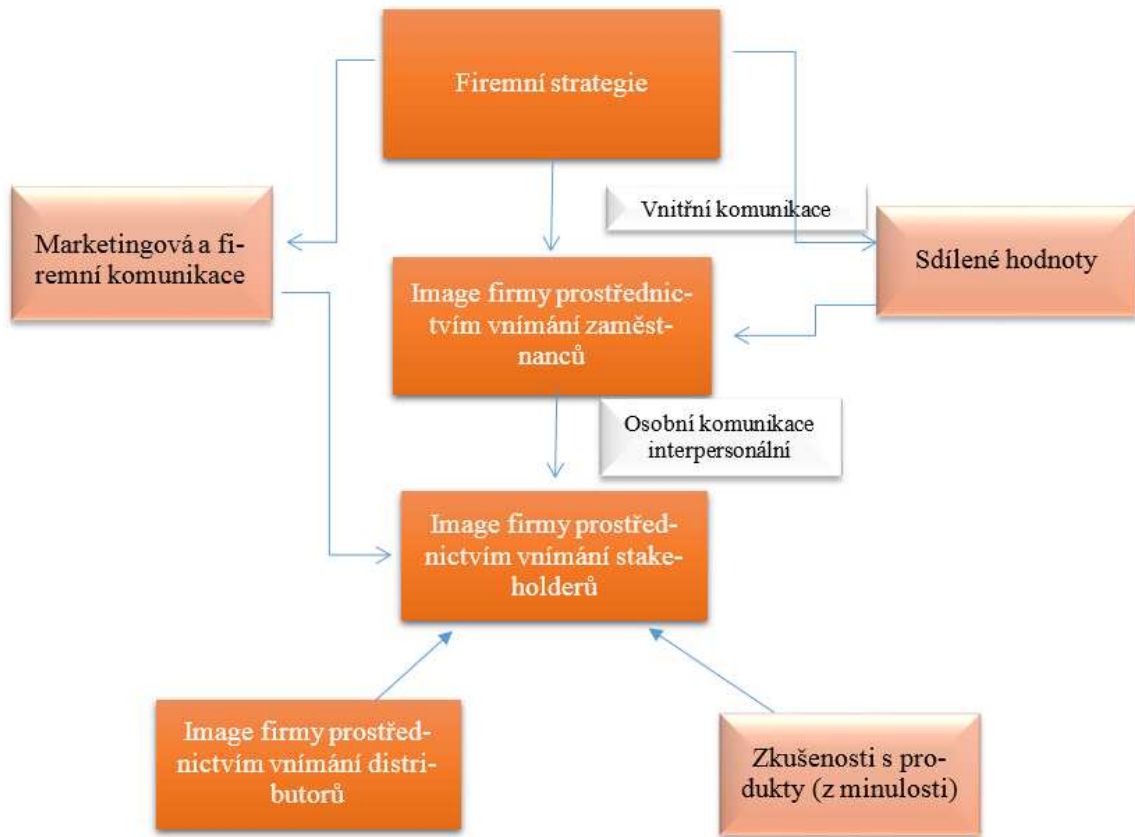 Firemní strategie
Vnitřní komunikace
Marketingová a fi-
remní komunikace
Sdílené hodnoty
Image firmy prostřednic-
tvím vnímání zaměst-
nanců
Osobní komunikace
interpersonální
Image firmy prostřed-
nictvím vnímání stake-
holderů
Image firmy prostřed-
nictvím vnímání distri-
butorů
Zkušenosti s pro-
dukty (z minulosti)